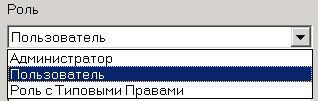 Роль
Пользователь
Администратор
Пользователь
Роль с Типовыми Правами